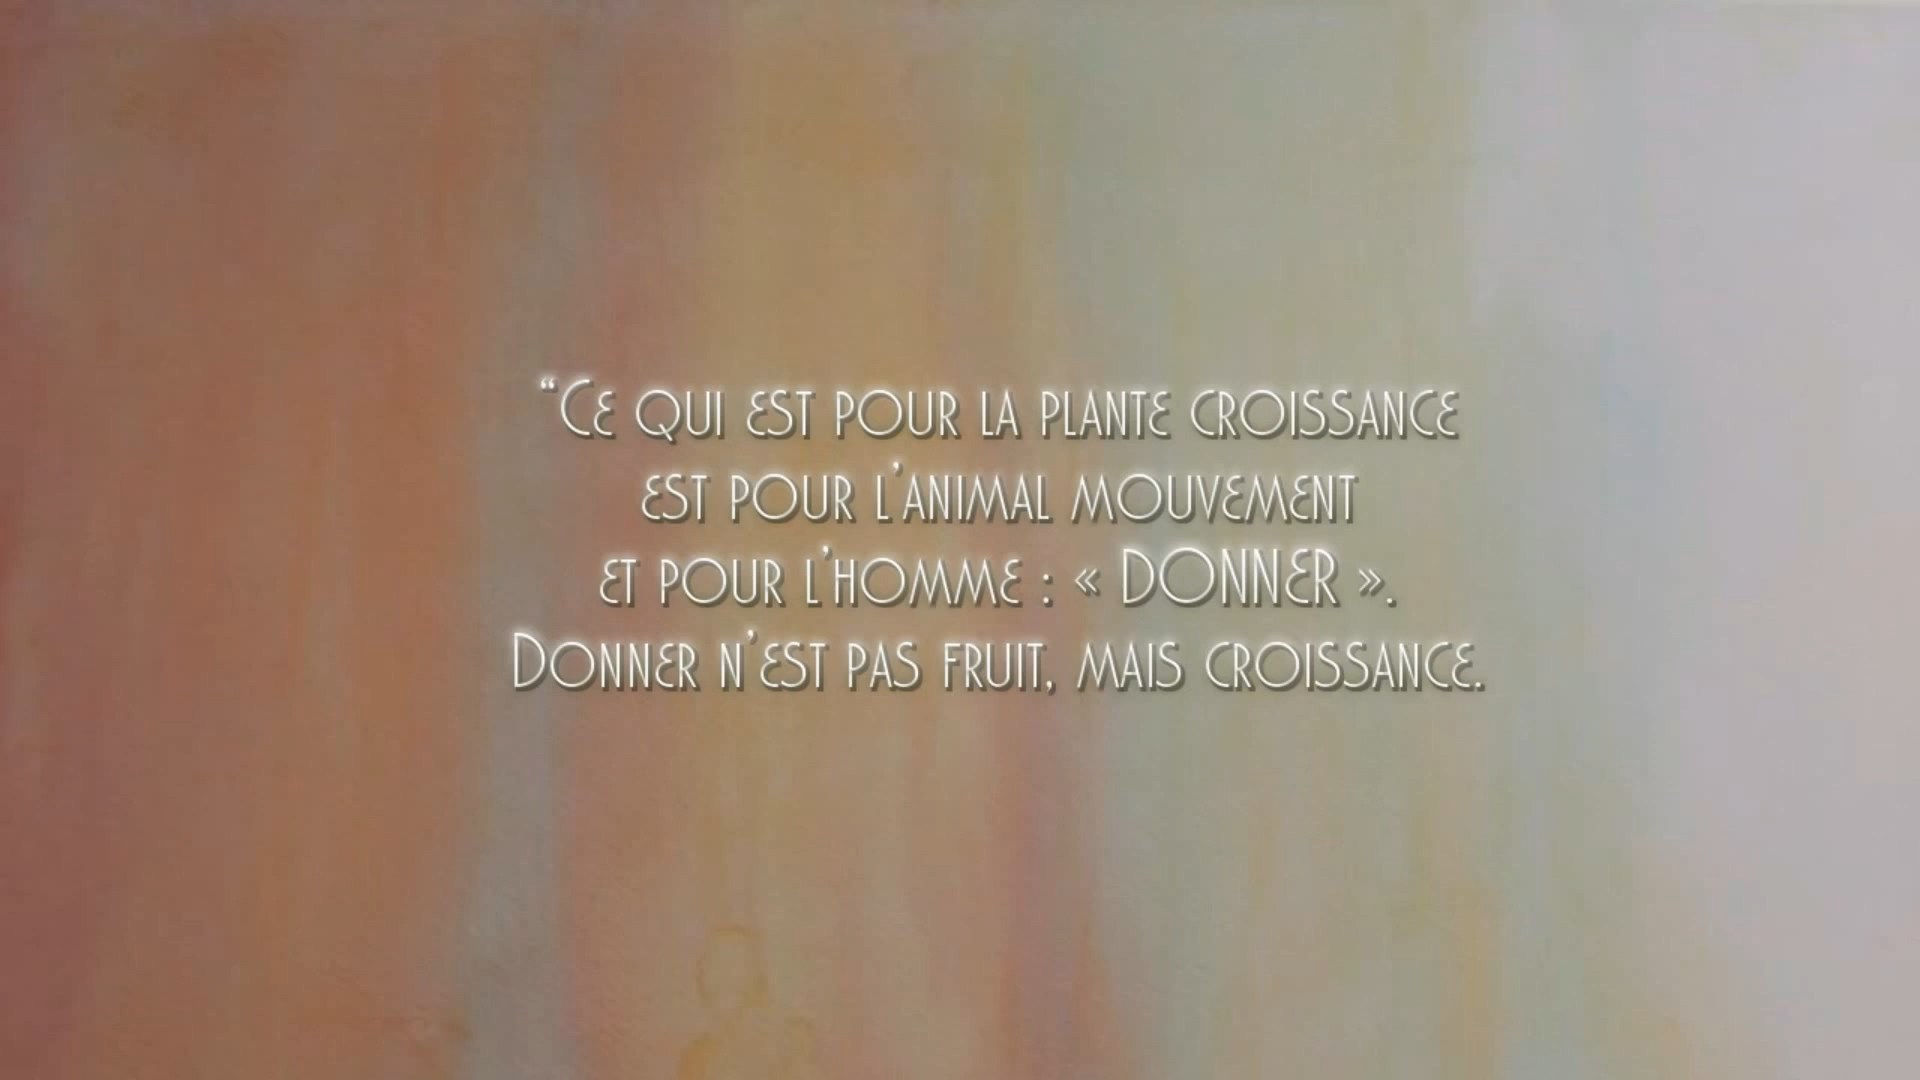 “Ce qui est pour la plante croissance
est pour l’animal mouvement
et pour l’homme : « DONNER ».
Donner n’est pas fruit, mais croissance.